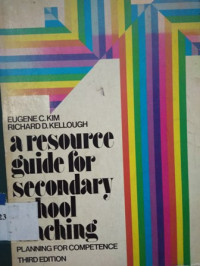 EUGENE C. KIM
RICHARD D. KELLOUGH
a resource
guide for
secondary
chool
aching
PLANNING FOR COMPETENCE
THIRD EDITION